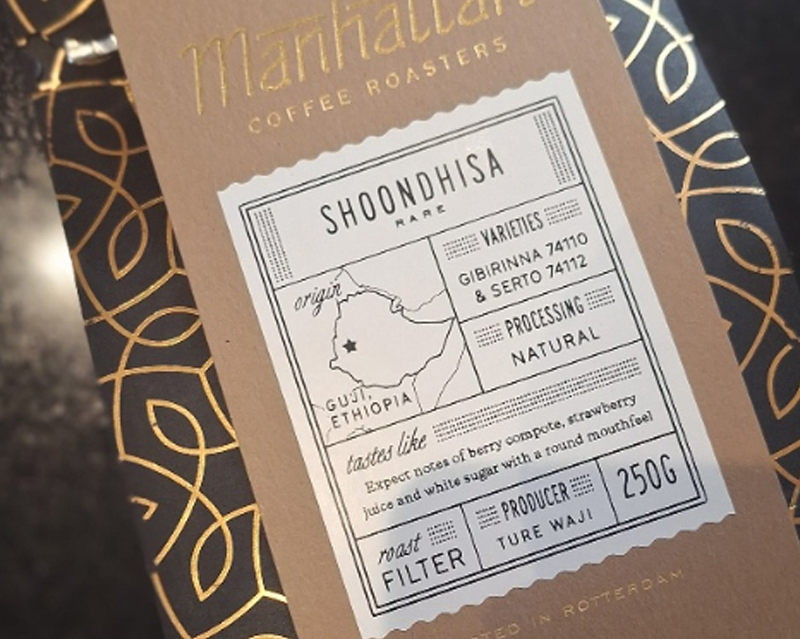 Manhattan
COFFEE ROASTERS
SHOONDHISA
RARE
origin
GUJI,
ETHIOPIA
VARIETIES
GIBIRINNA 74110
& SERTO 74112
PROCESSING
NATURAL
tastes like
Expect notes of berry compote, strawberry
juice and white sugar with a round mouthfeel
roast
FILTER
PRODUCER
TURE WAJI
250G
IN ROTTERDAM